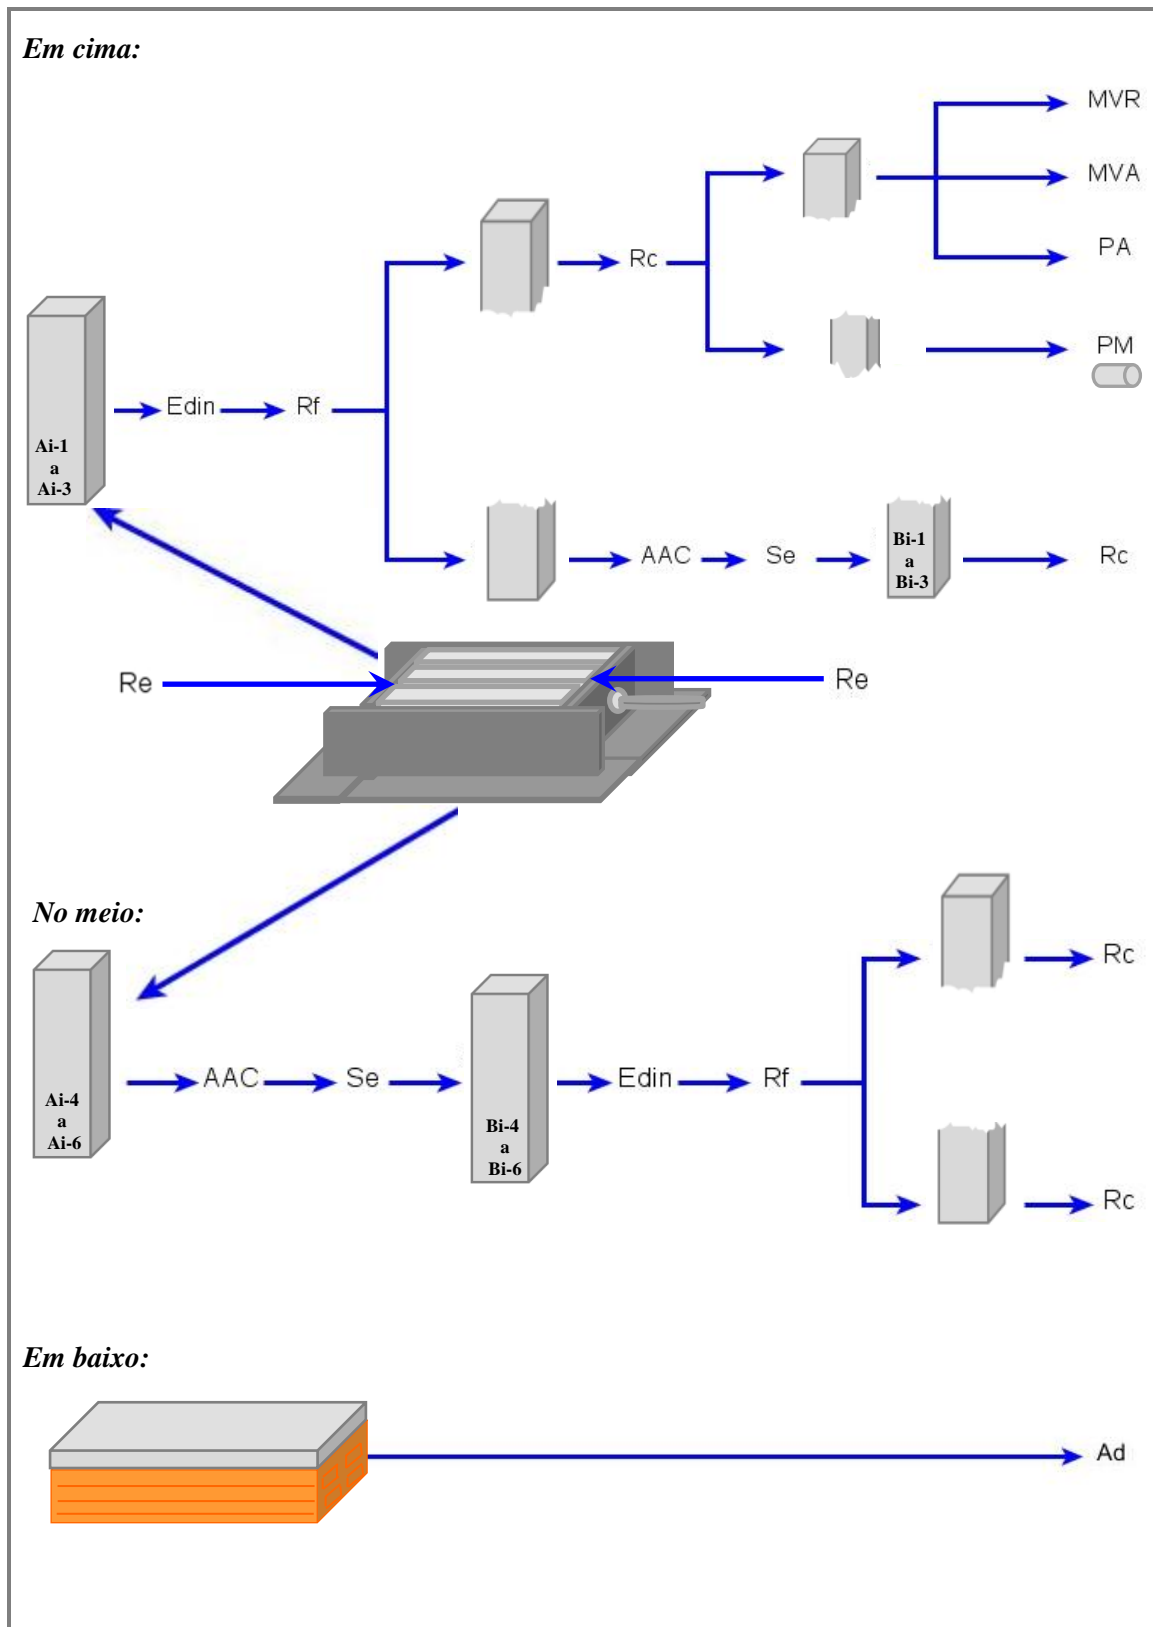 Em cima:
MVR
MVA
PA
Rc
PM
Edin
Rf
Ai-1
a
Ai-3
AAC
Se
Bi-1
a
Bi-3
Rc
Re
Re
No meio:
Rc
AAC
Se
Edin
Rf
Ai-4
a
Ai-6
Bi-4
a
Bi-6
Rc
Em baixo:
Ad